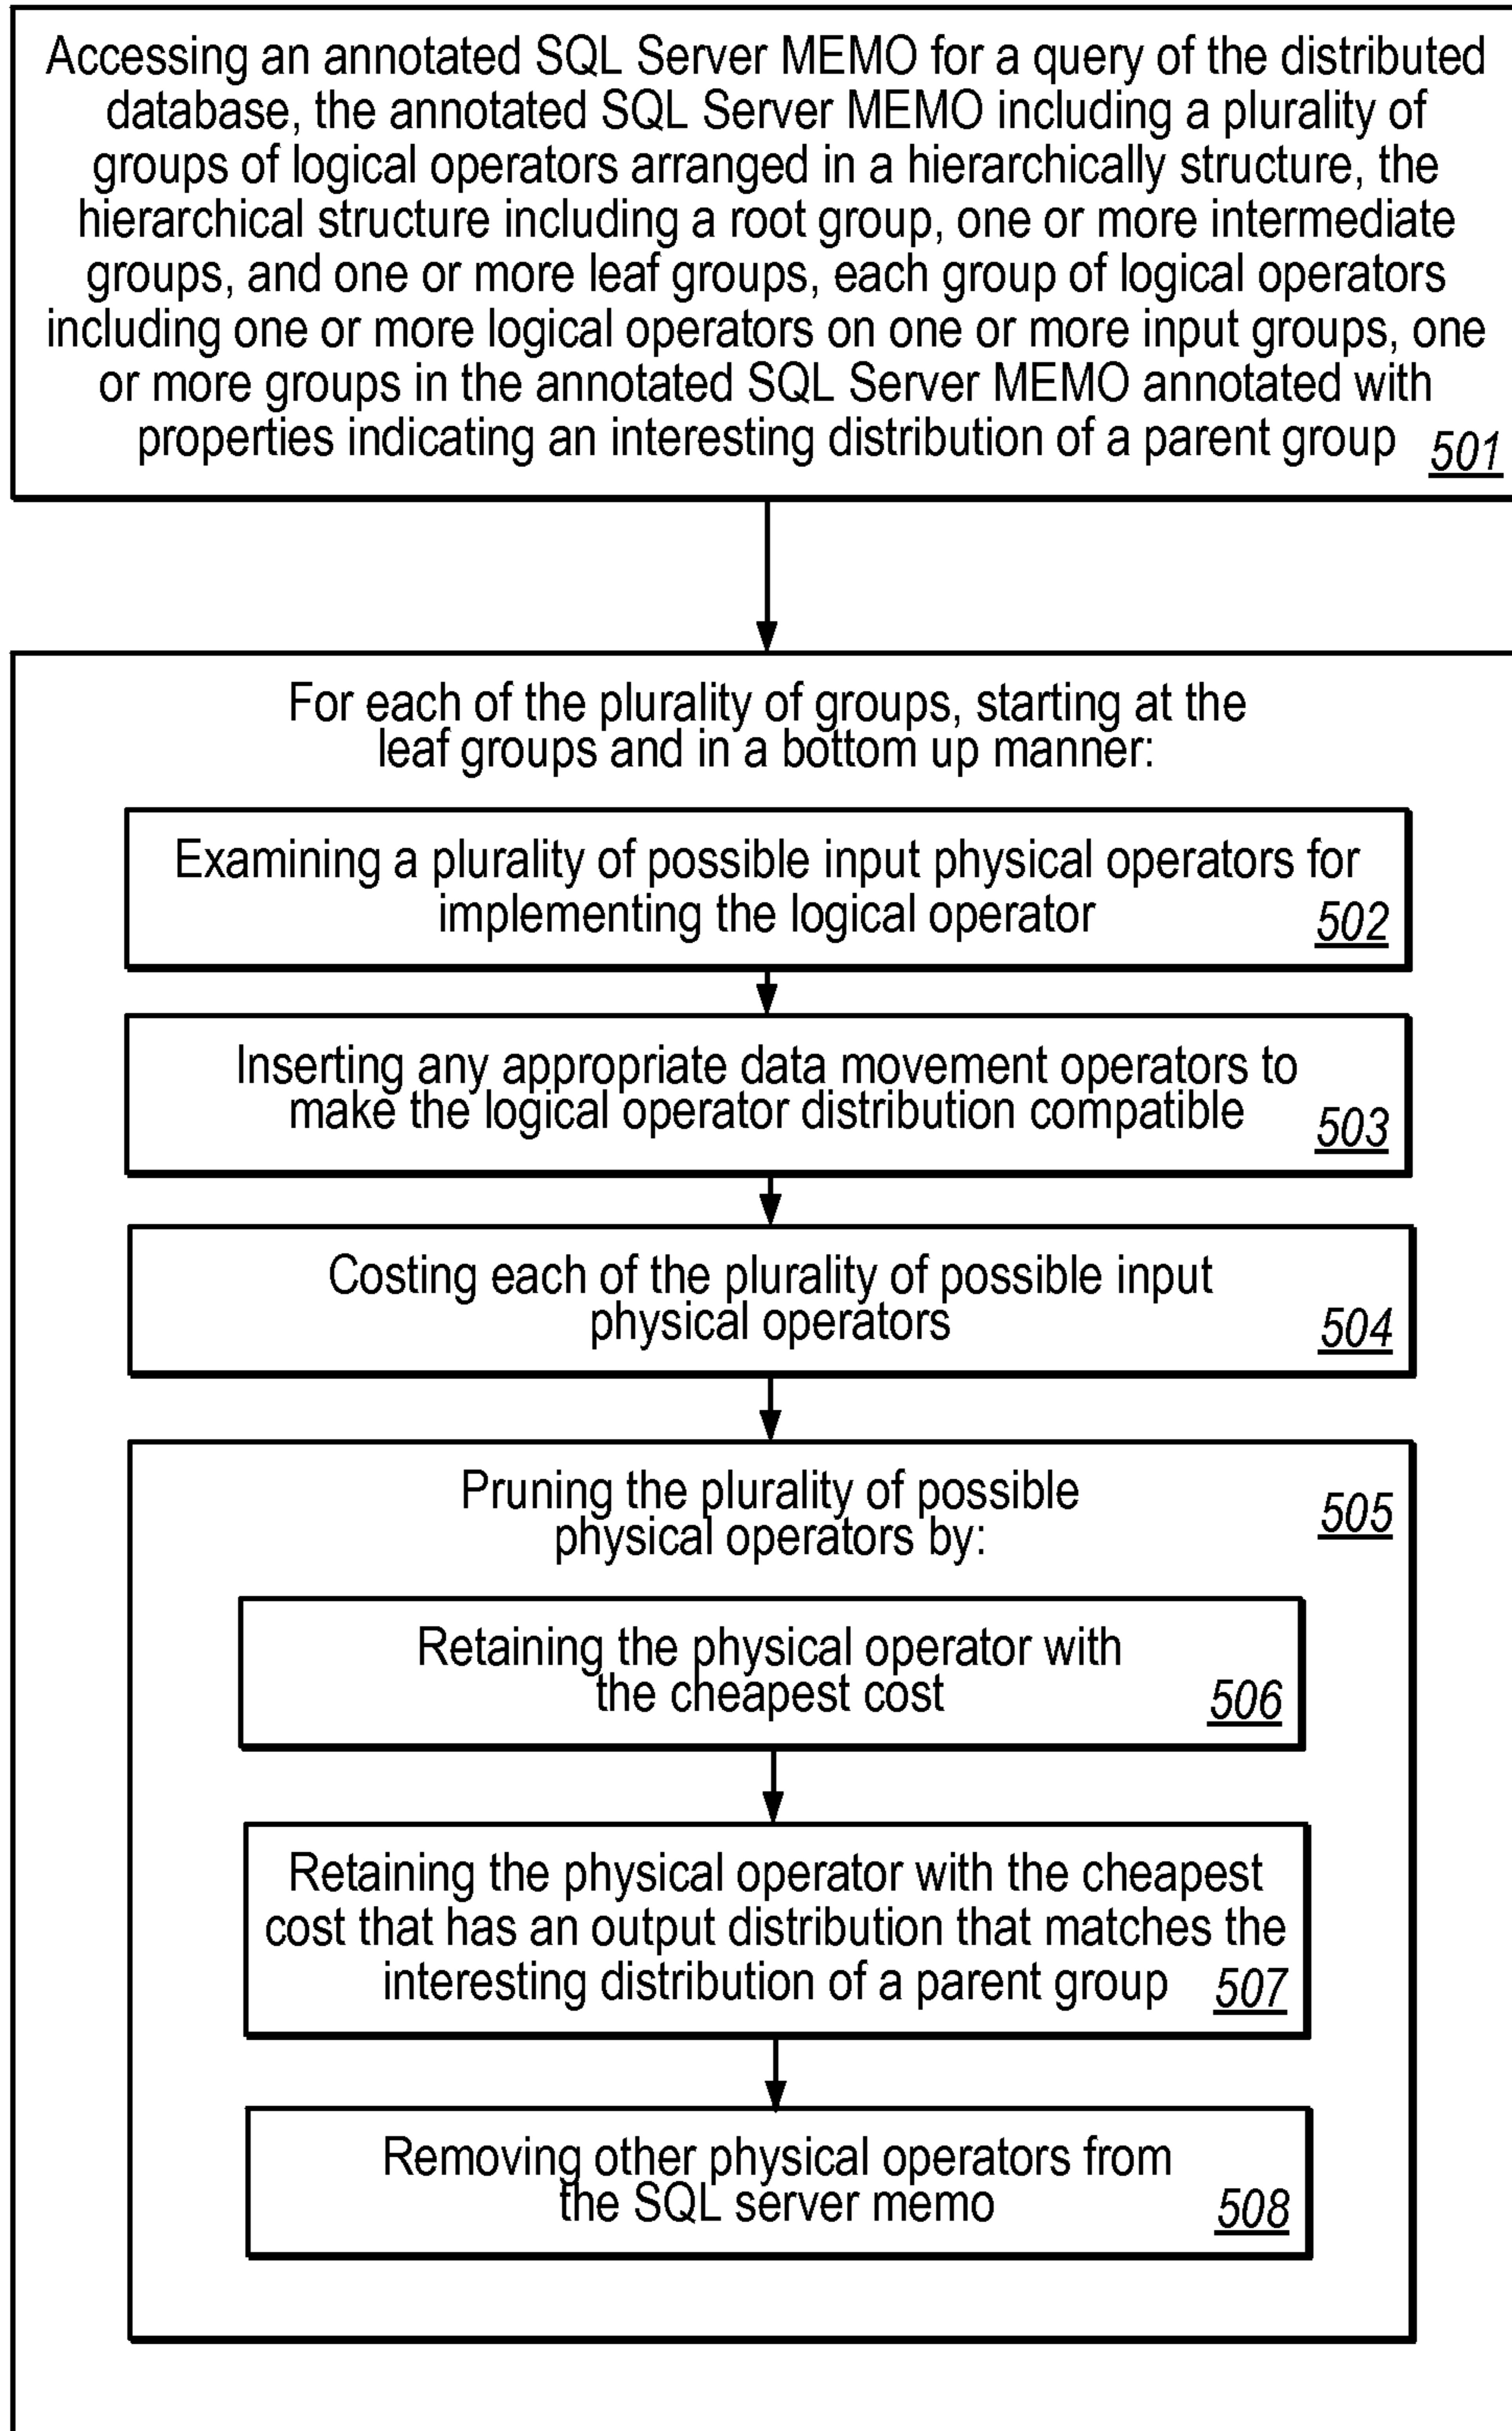 Accessing an annotated SQL Server MEMO for a query of the distributed
database, the annotated SQL Server MEMO including a plurality of
groups of logical operators arranged in a hierarchically structure, the
hierarchical structure including a root group, one or more intermediate
groups, and one or more leaf groups, each group of logical operators
including one or more logical operators on one or more input groups, one
or more groups in the annotated SQL Server MEMO annotated with
properties indicating an interesting distribution of a parent group 501
For each of the plurality of groups, starting at the
leaf groups and in a bottom up manner:
Examining a plurality of possible input physical operators for
implementing the logical operator 502
Inserting any appropriate data movement operators to
make the logical operator distribution compatible 503
Costing each of the plurality of possible input
physical operators 504
Pruning the plurality of possible
physical operators by: 505
Retaining the physical operator with
the cheapest cost 506
Retaining the physical operator with the cheapest
cost that has an output distribution that matches the
interesting distribution of a parent group 507
Removing other physical operators from
the SQL server memo 508